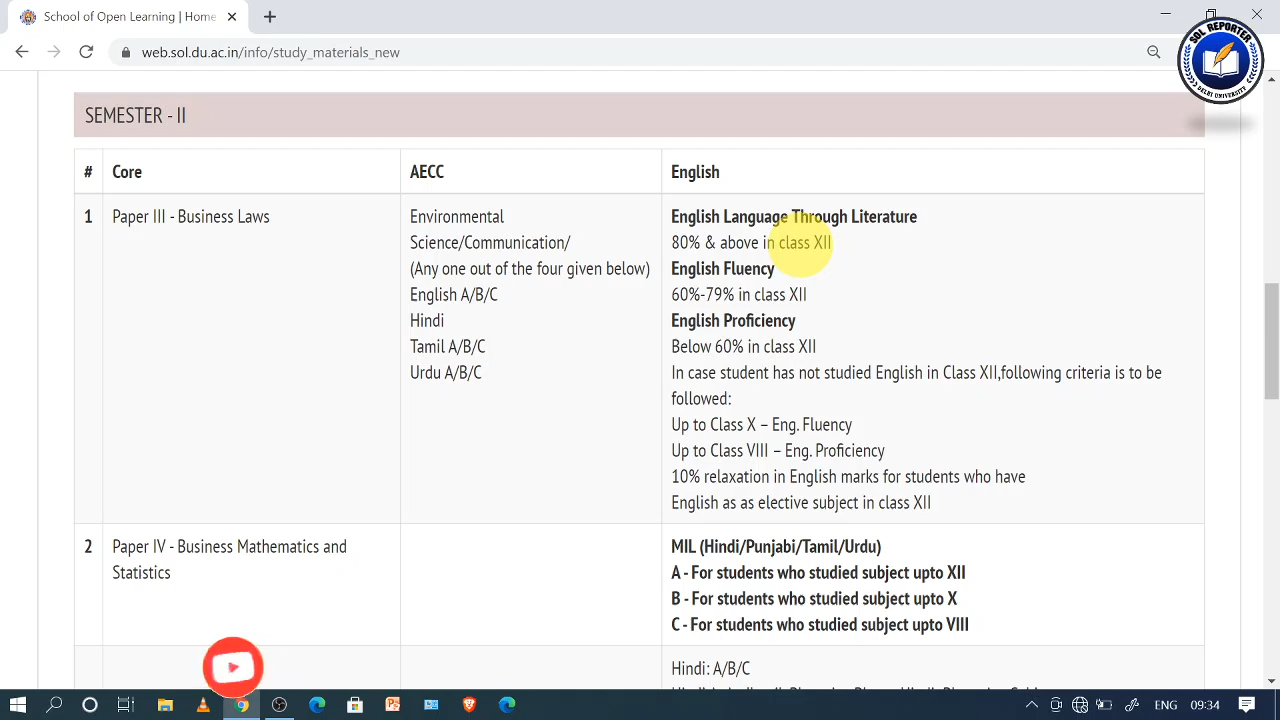 School of Open Learning | Home
web.sol.du.ac.in/info/study_materials_new
SOL REPORTER
DELHI UNIVERSITY
SEMESTER - II
# Core AECC English
1 Paper III - Business Laws
Environmental
Science/Communication/
(Any one out of the four given below)
English A/B/C
Hindi
Tamil A/B/C
Urdu A/B/C
English Language Through Literature
80% & above in class XII
English Fluency
60%-79% in class XII
English Proficiency
Below 60% in class XII
In case student has not studied English in Class XII,following criteria is to be
followed:
Up to Class X – Eng. Fluency
Up to Class VIII – Eng. Proficiency
10% relaxation in English marks for students who have
English as as elective subject in class XII
2 Paper IV - Business Mathematics and
Statistics
MIL (Hindi/Punjabi/Tamil/Urdu)
A - For students who studied subject upto XII
B - For students who studied subject upto X
C - For students who studied subject upto VIII
Hindi: A/B/C
ENG 09:34